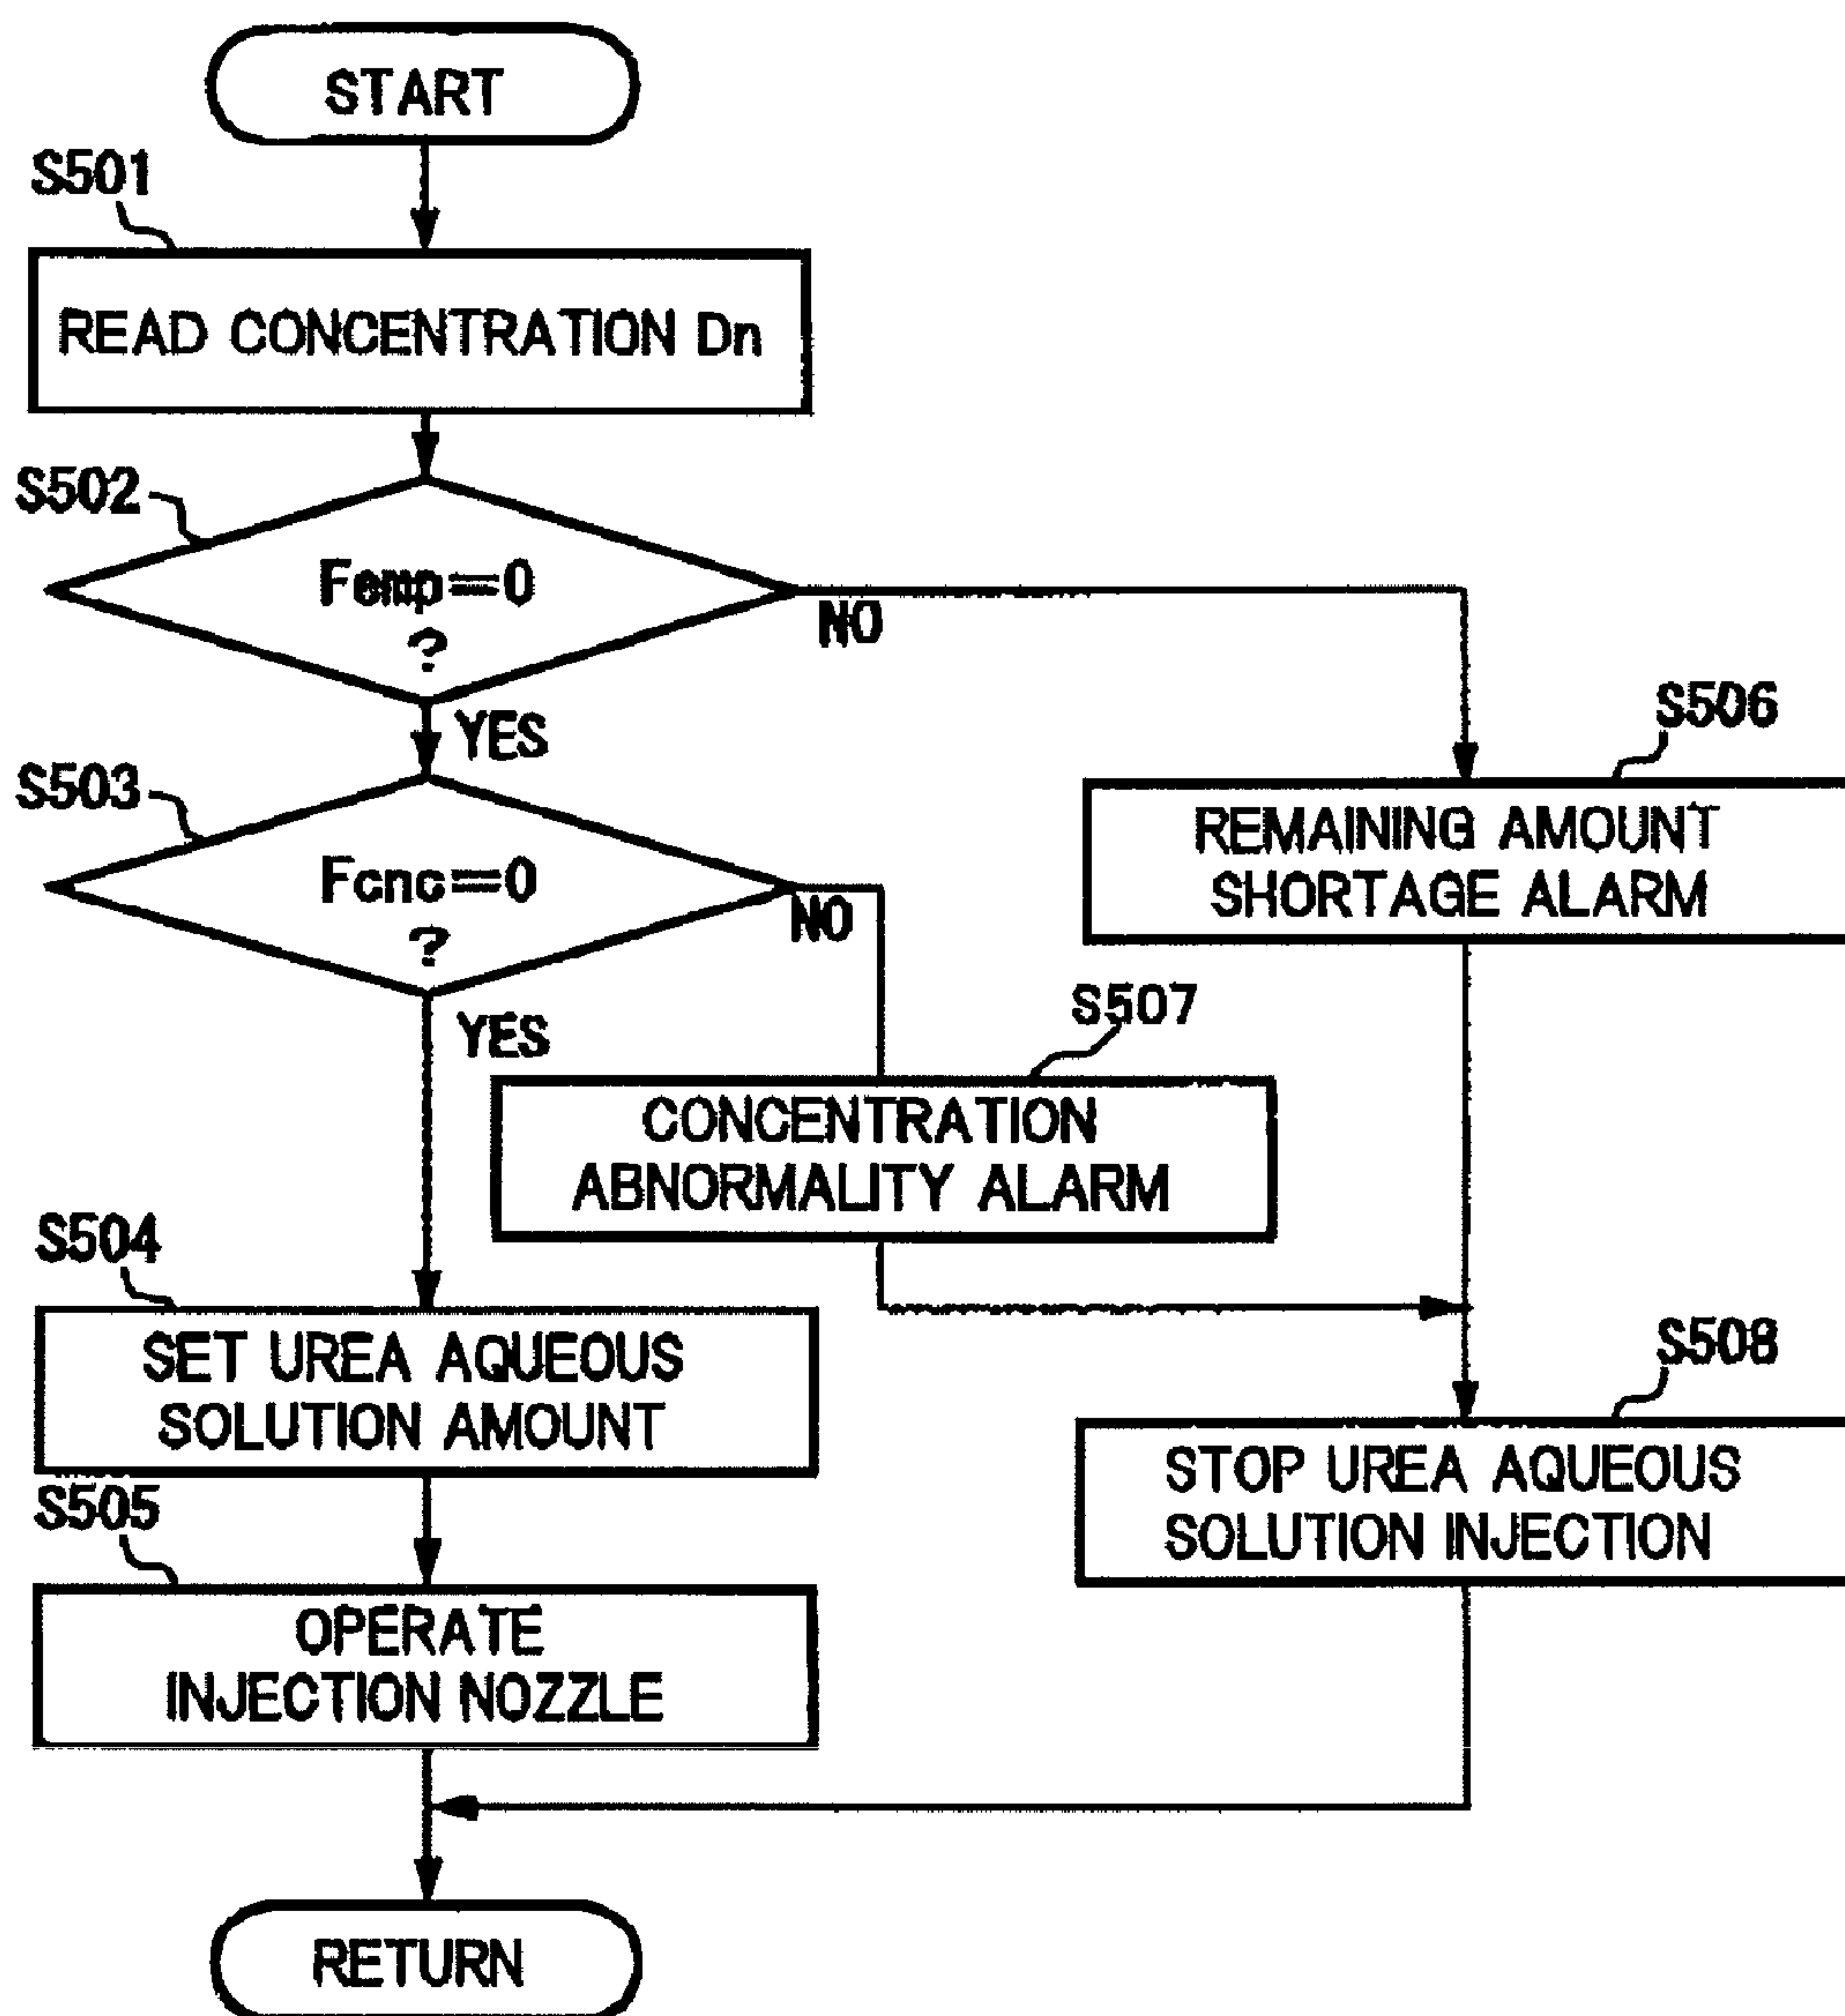 START
S501
READ CONCENTRATION Dn
S502
Femp=0
?
NO
YES
S506
S503
REMAINING AMOUNT
SHORTAGE ALARM
Fcnc=0
?
NO
YES
S507
CONCENTRATION
ABNORMALITY ALARM
S504
SET UREA AQUEOUS
SOLUTION AMOUNT
S508
STOP UREA AQUEOUS
SOLUTION INJECTION
S505
OPERATE
INJECTION NOZZLE
RETURN